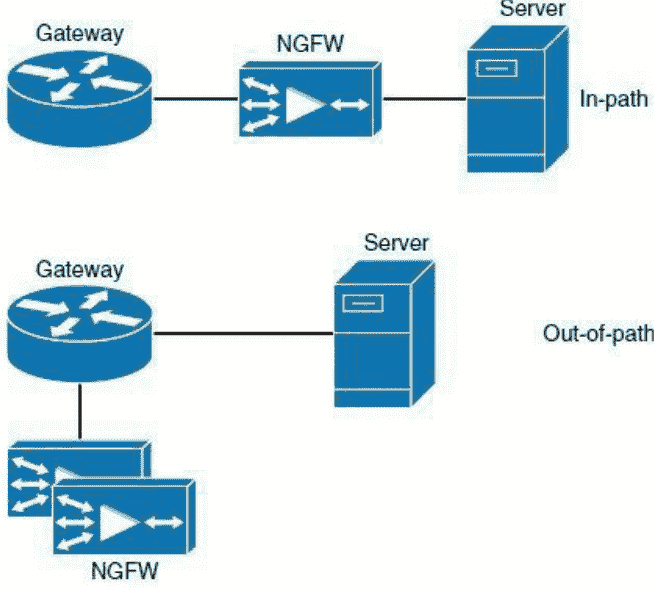 Server
Gateway
NGFW
In-path
Server
Gateway
Out-of-path
NGFW